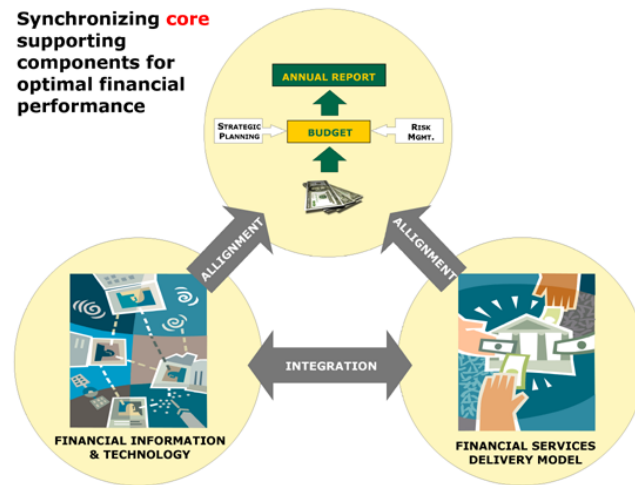 Synchronizing core
supporting
components for
optimal financial
performance
ANNUAL REPORT
STRATEGIC
PLANNING
BUDGET
RISK
MGMT.
ALLIGNMENT
ALLIGNMENT
INTEGRATION
FINANCIAL INFORMATION
& TECHNOLOGY
FINANCIAL SERVICES
DELIVERY MODEL